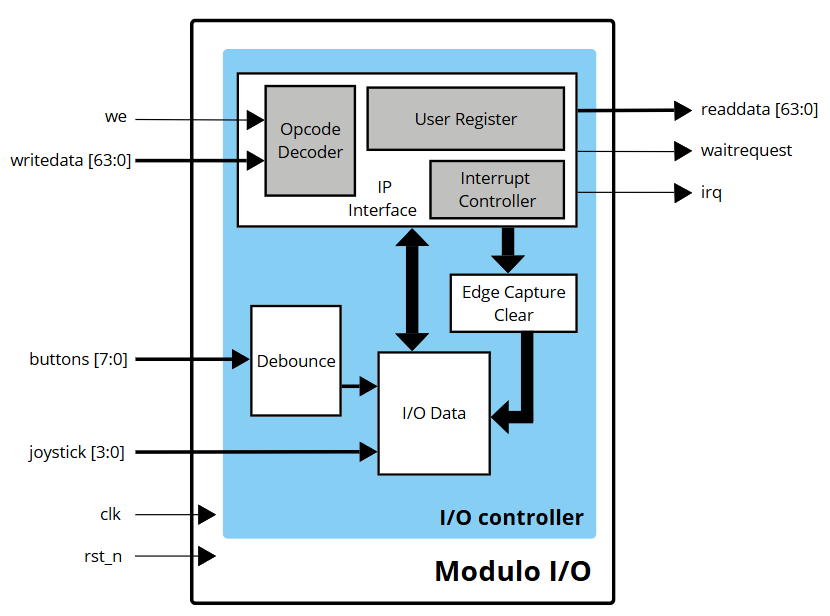 we
writedata [63:0]
Opcode
Decoder
User Register
IP
Interface
Interrupt
Controller
readdata [63:0]
waitrequest
irq
Edge Capture
Clear
buttons [7:0]
Debounce
I/O Data
joystick [3:0]
clk
rst_n
I/O controller
Modulo I/O